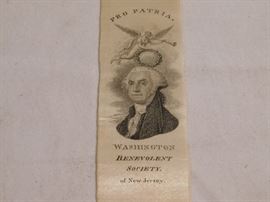 PRO PATRIA.
WASHINGTON
BENEVOLENT
SOCIETY.
of New Jersey.